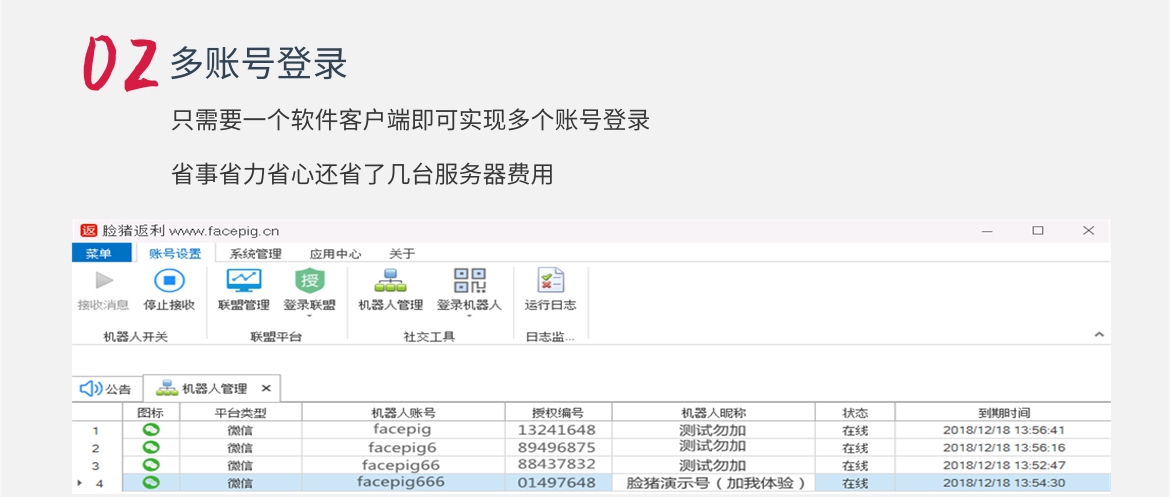 02 多账号登录
只需要一个软件客户端即可实现多个账号登录
省事省力省心还省了几台服务器费用
返 脸猪返利 www.facepig.cn
菜单 账号设置 系统管理 应用中心 关于
授
接收消息 停止接收 联盟管理 登录联盟 机器人管理 登录机器人 运行日志
机器人开关 联盟平台 社交工具 日志监...
公告 机器人管理 ×
图标 平台类型 机器人账号 授权编号 机器人昵称 状态 到期时间
1 微信 facepig 13241648 测试勿加 在线 2018/12/18 13:56:41
2 微信 facepig6 89496875 测试勿加 在线 2018/12/18 13:56:16
3 微信 facepig66 88437832 测试勿加 在线 2018/12/18 13:52:47
4 微信 facepig666 01497648 脸猪演示号（加我体验） 在线 2018/12/18 13:54:30